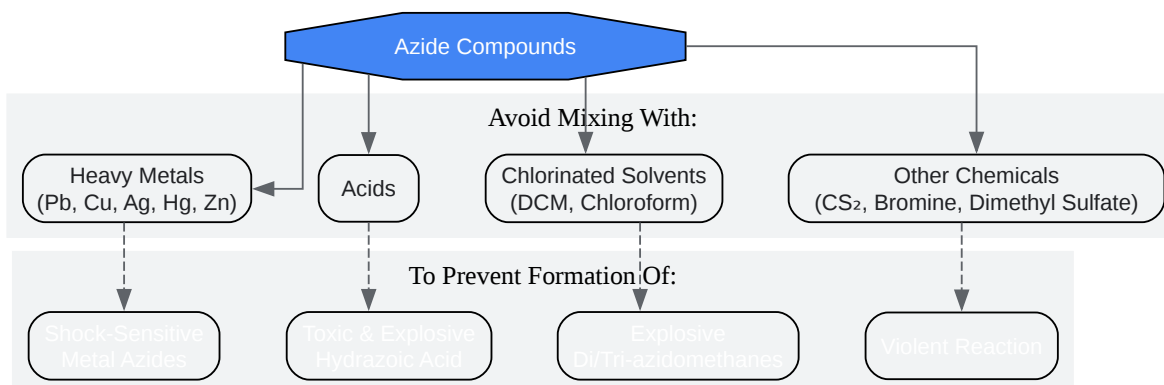 Azide Compounds
Avoid Mixing With:
Heavy Metals
(Pb, Cu, Ag, Hg, Zn)
Acids
Chlorinated Solvents
(DCM, Chloroform)
Other Chemicals
(CS₂, Bromine, Dimethyl Sulfate)
To Prevent Formation Of:
Shock-Sensitive
Metal Azides
Toxic & Explosive
Hydrazoic Acid
Explosive
Di/Tri-azidomethanes
Violent Reaction